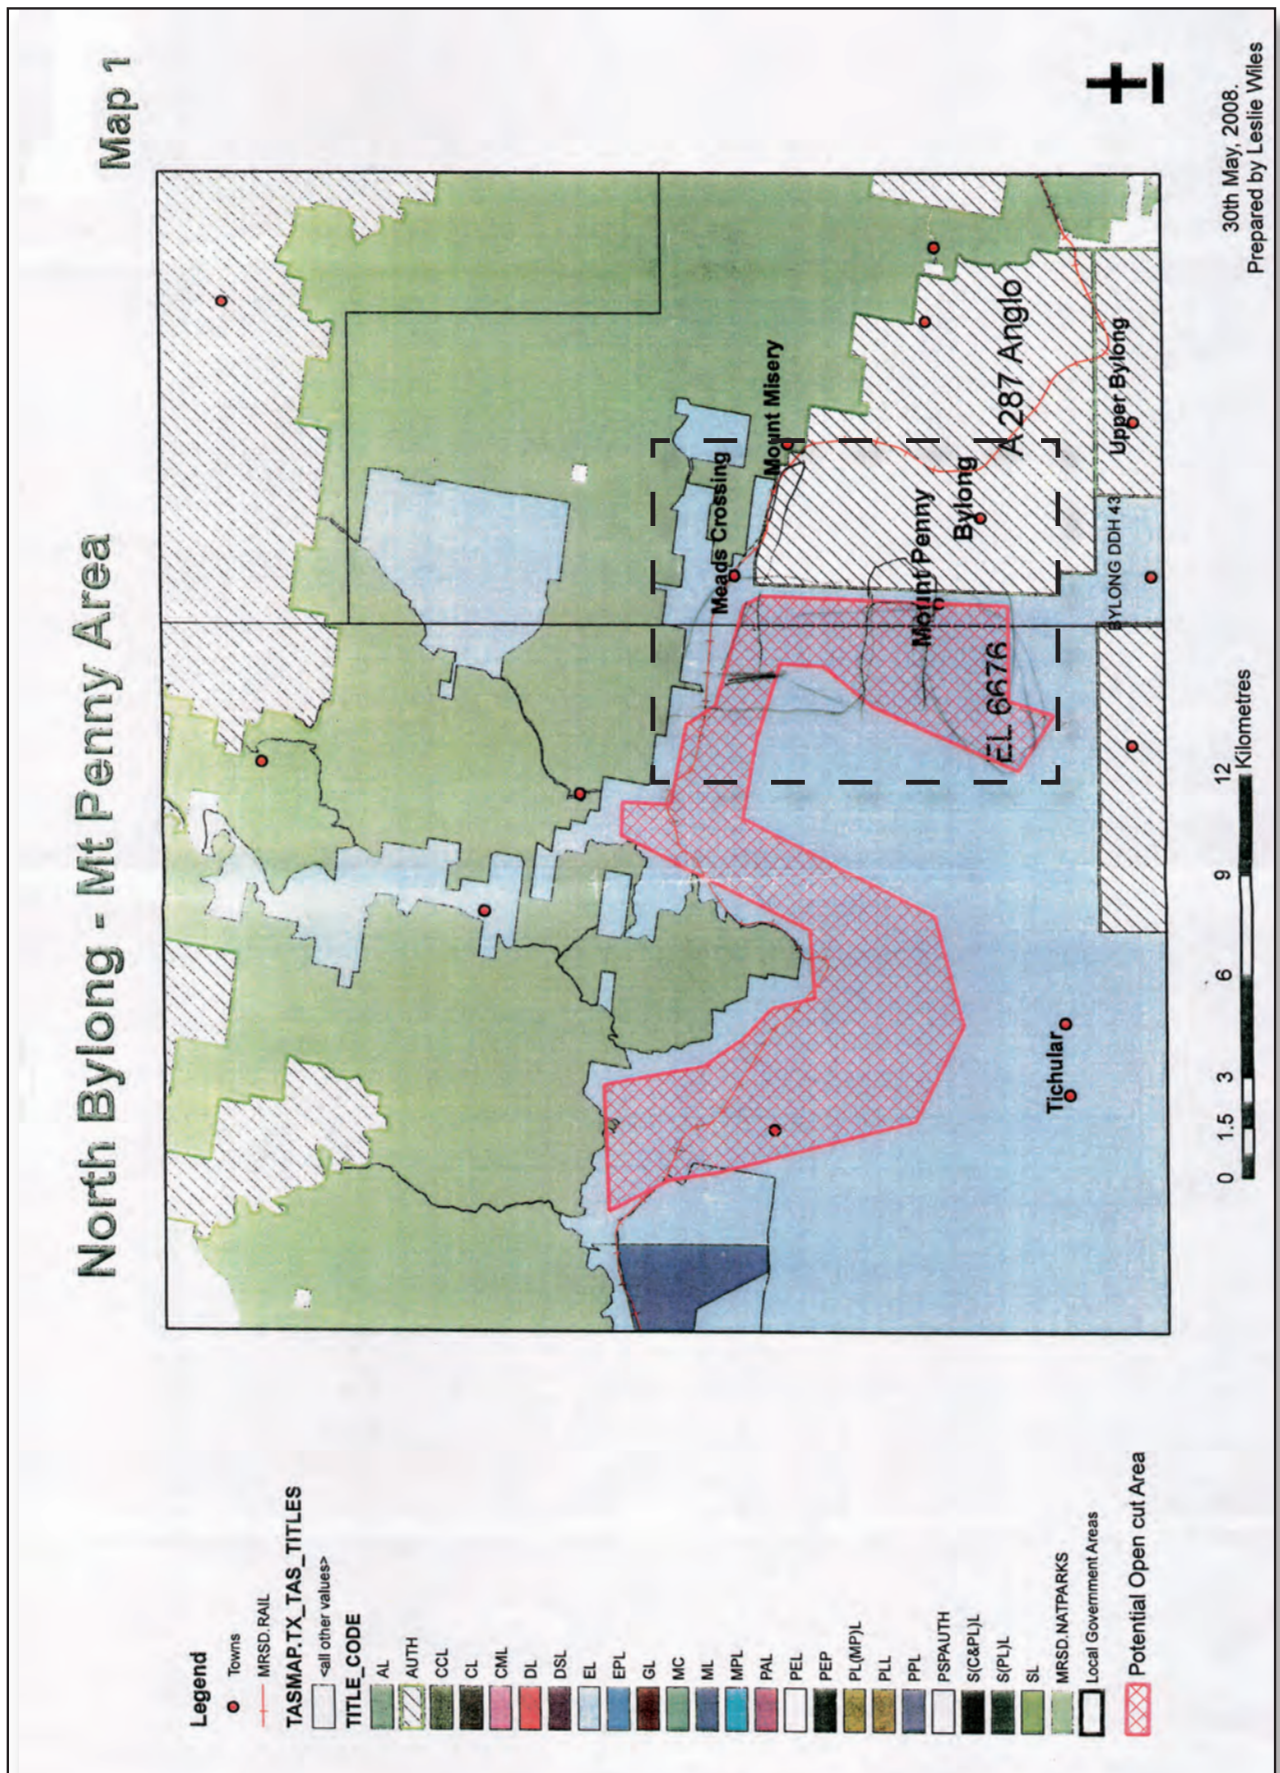 North Bylong - Mt Penny Area
Map 1
Meads Crossing
Mount Misery
Mount Penny
Bylong
A 287 Anglo
Upper Bylong
BYLONG DDH 43
EL 6676
Tichular
0 1.5 3 6 9 12
Kilometres
30th May, 2008.
Prepared by Leslie Wiles
Legend
Towns
MRSD.RAIL
TASMAP.TX_TAS_TITLES
<all other values>
TITLE_CODE
AL
AUTH
CCL
CL
CML
DL
DSL
EL
EPL
GL
MC
ML
MPL
PAL
PEL
PEP
PL(MP)L
PLL
PPL
PSPAUTH
S(C&PL)L
S(PL)L
SL
MRSD.NATPARKS
Local Government Areas
Potential Open cut Area